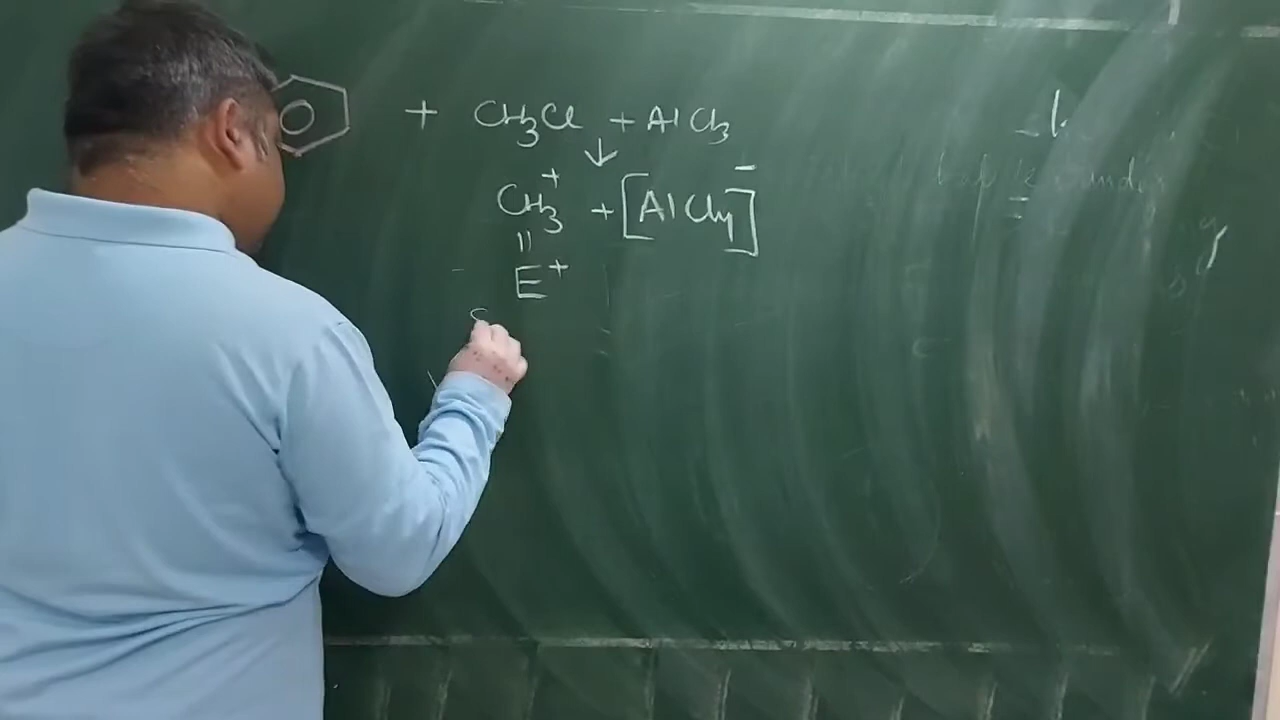 + CH₃Cl + AlCl₃
↓
CH₃⁺ + [AlCl₄]⁻
=
E⁺